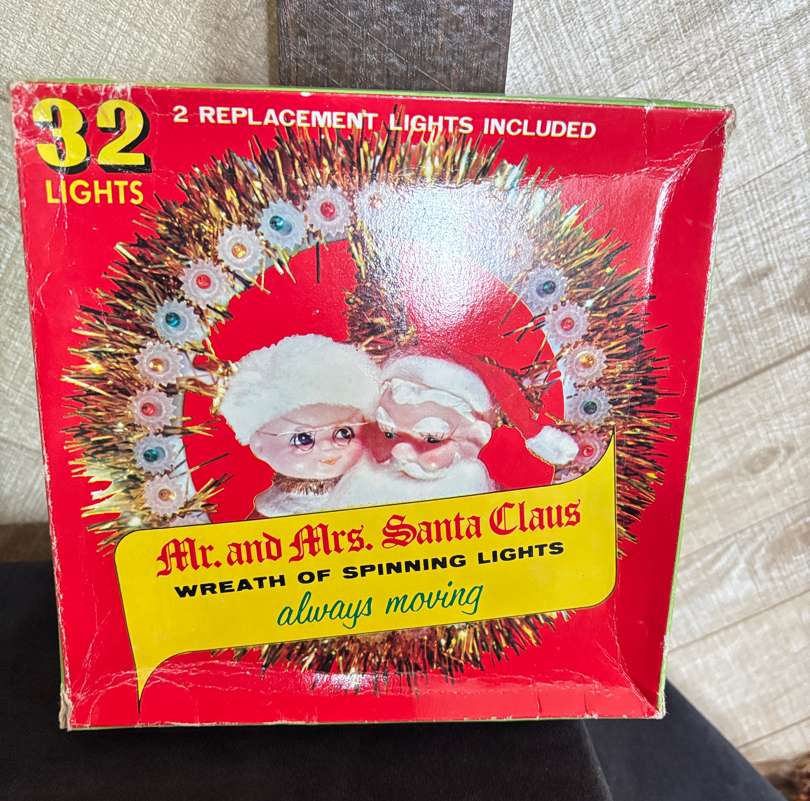 32
LIGHTS
2 REPLACEMENT LIGHTS INCLUDED
Mr. and Mrs. Santa Claus
WREATH OF SPINNING LIGHTS
always moving